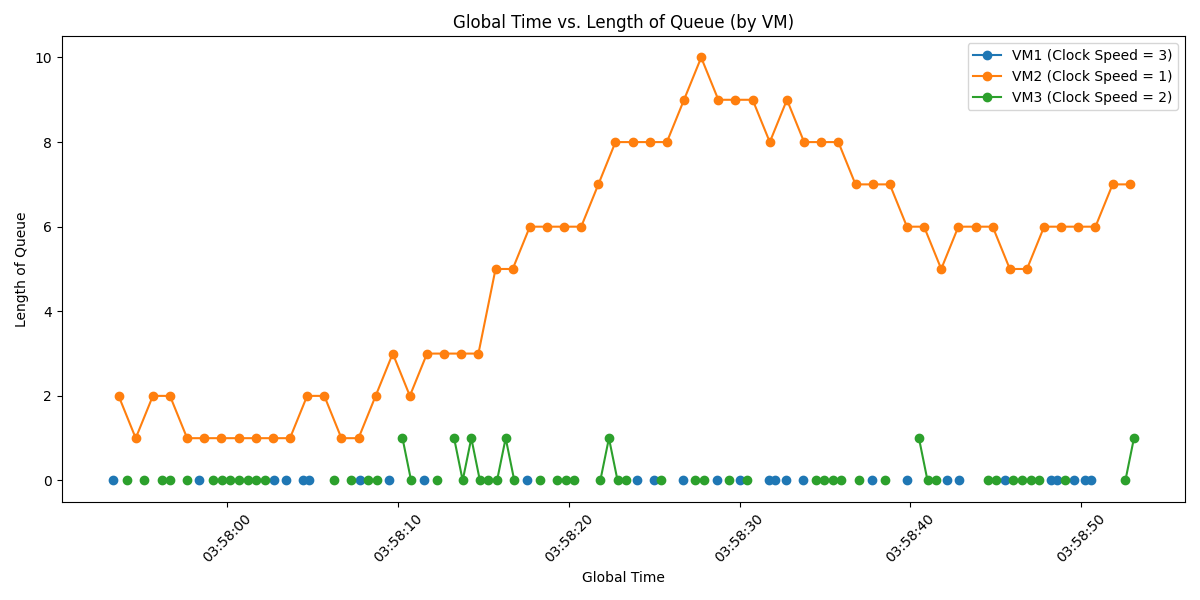 Global Time vs. Length of Queue (by VM)
VM1 (Clock Speed = 3)
VM2 (Clock Speed = 1)
VM3 (Clock Speed = 2)
Length of Queue
10
8
6
4
2
0
03:58:00
03:58:10
03:58:20
03:58:30
03:58:40
03:58:50
Global Time